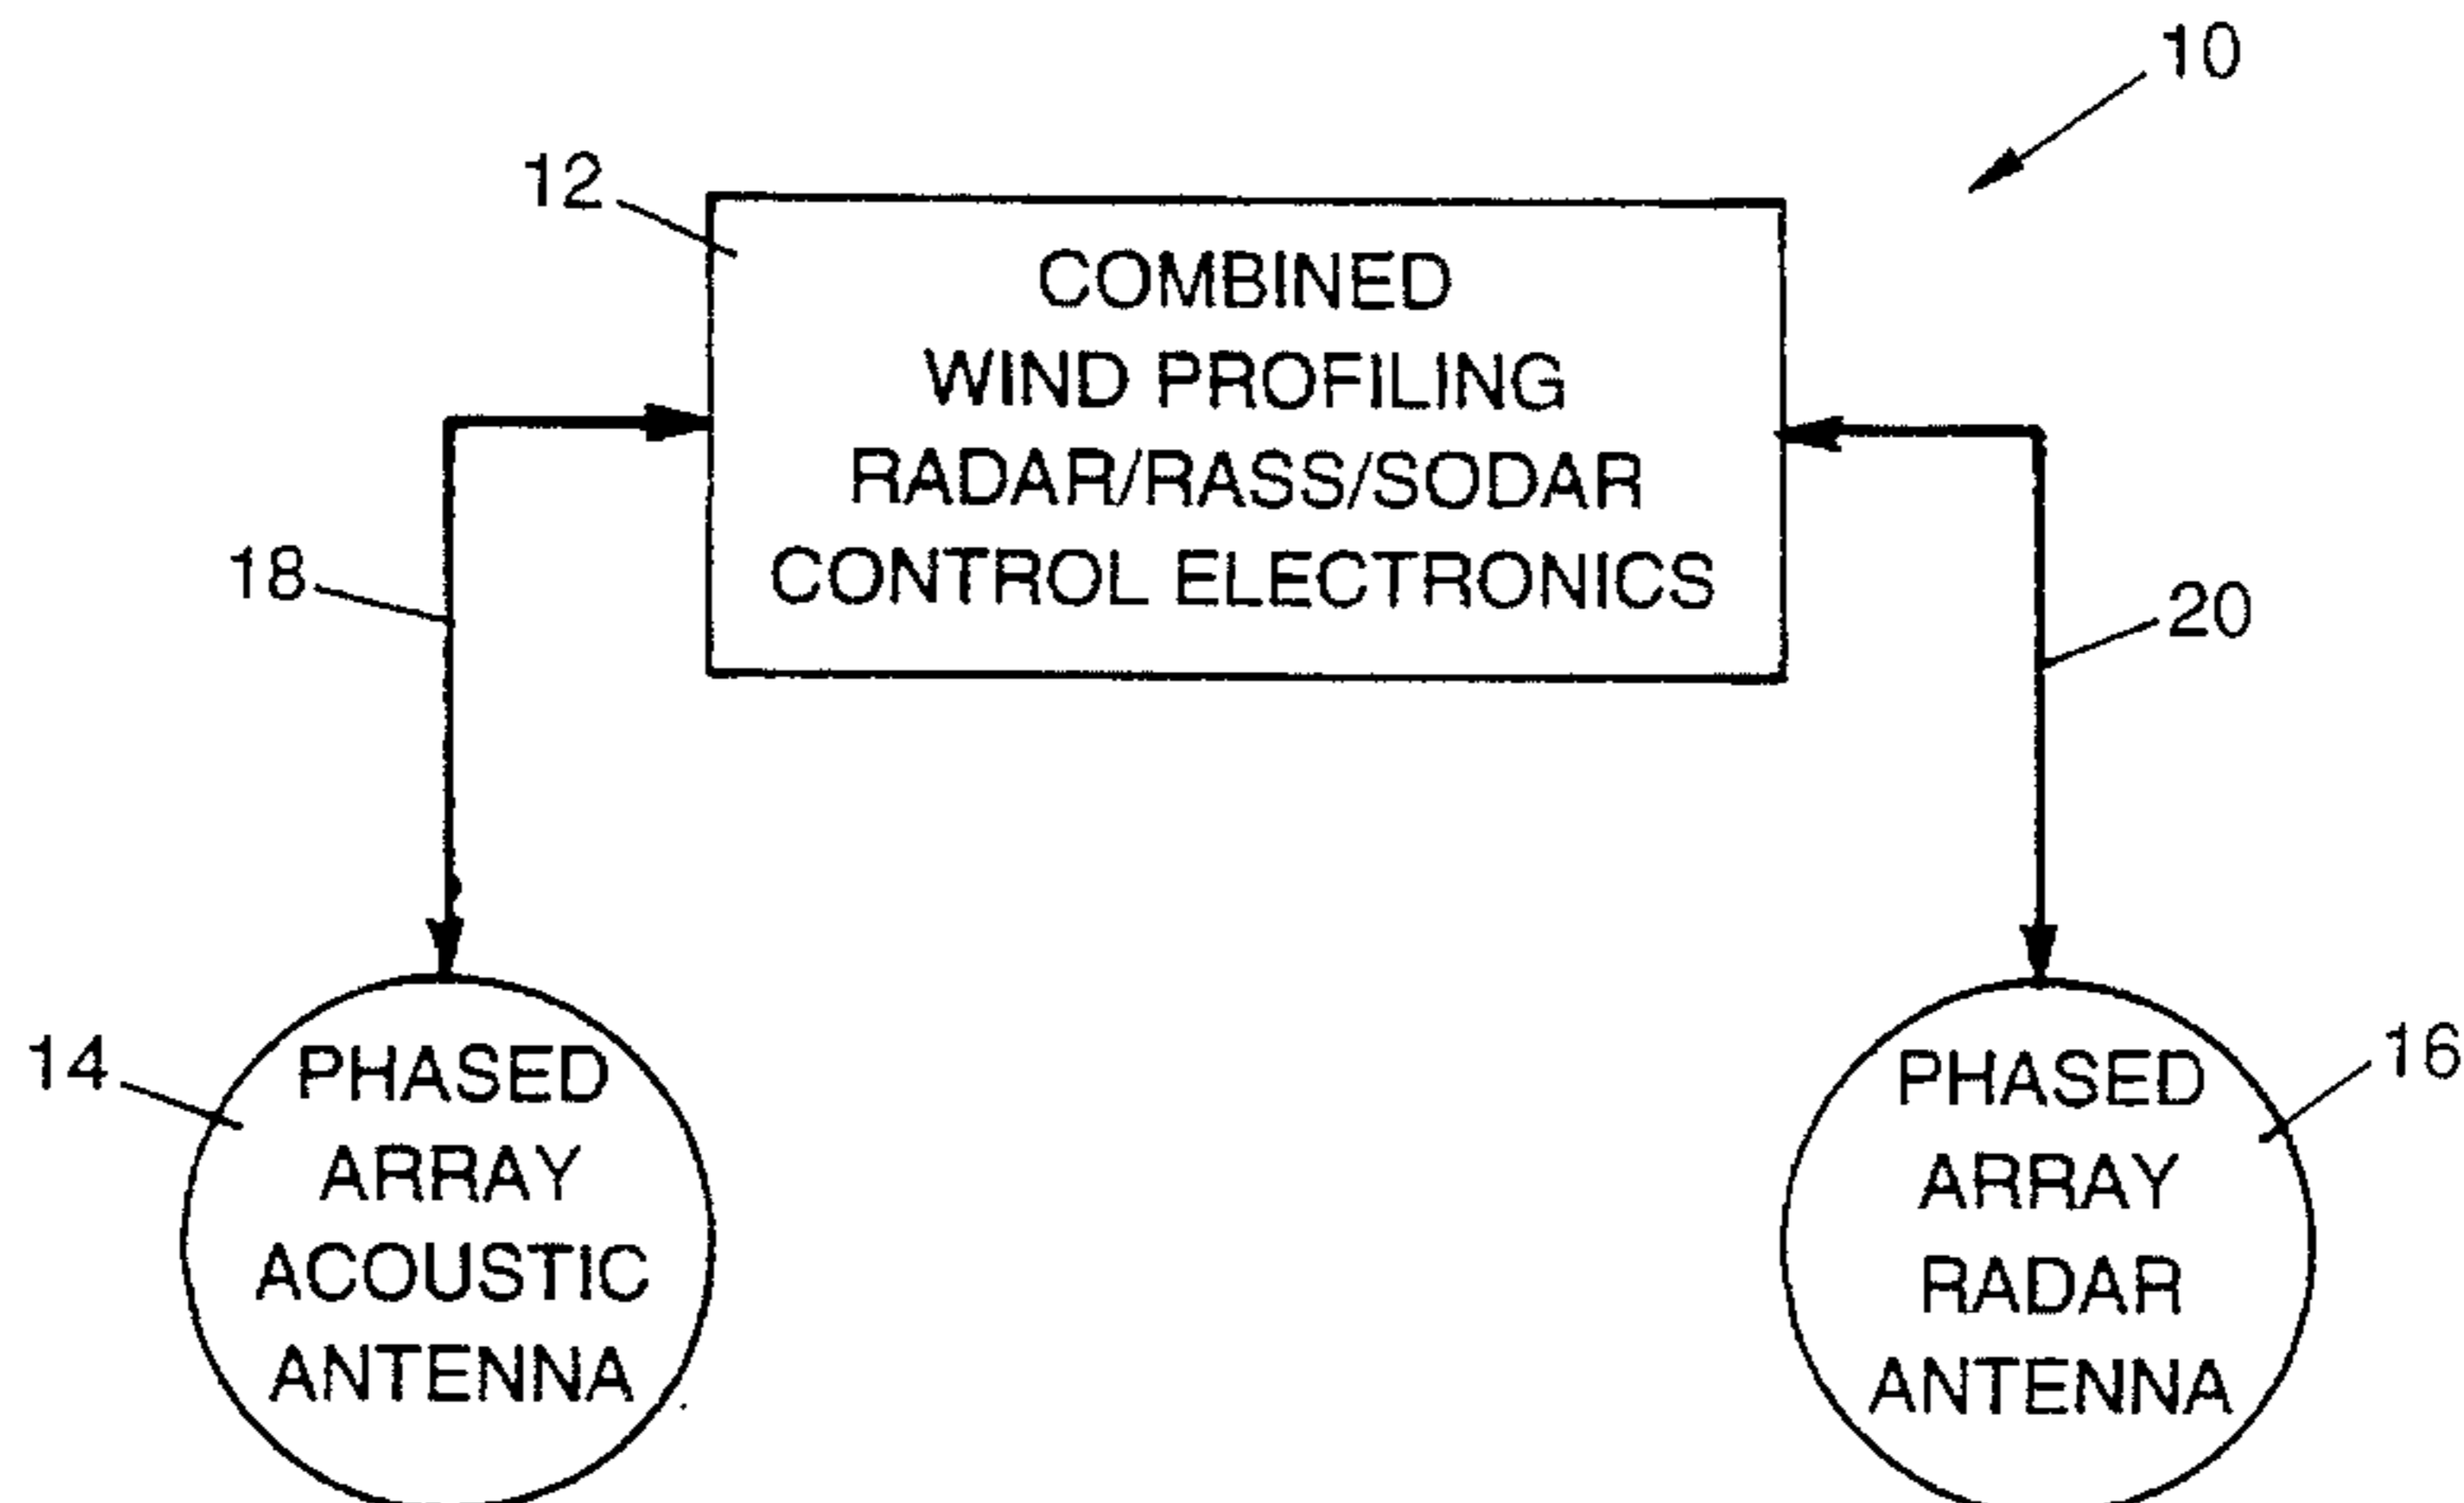 10
12
COMBINED
WIND PROFILING
RADAR/RASS/SODAR
CONTROL ELECTRONICS
18
20
14
PHASED
ARRAY
ACOUSTIC
ANTENNA
16
PHASED
ARRAY
RADAR
ANTENNA